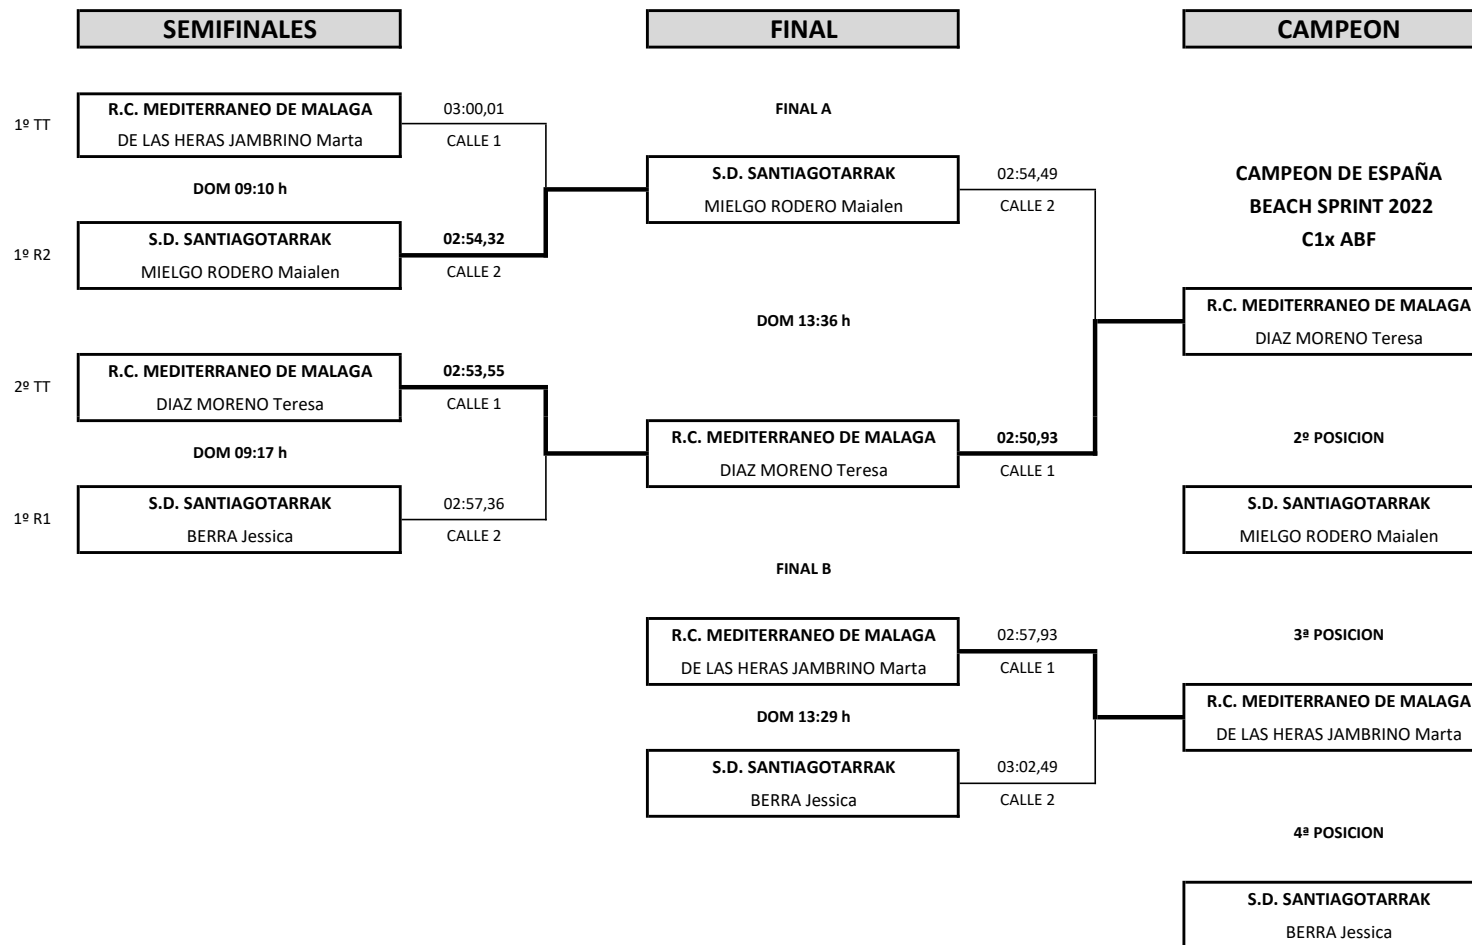 SEMIFINALES
FINAL
CAMPEON
1º TT
R.C. MEDITERRANEO DE MALAGA
DE LAS HERAS JAMBRINO Marta
03:00,01
CALLE 1
DOM 09:10 h
1º R2
S.D. SANTIAGOTARRAK
MIELGO RODERO Maialen
02:54,32
CALLE 2
2º TT
R.C. MEDITERRANEO DE MALAGA
DIAZ MORENO Teresa
02:53,55
CALLE 1
DOM 09:17 h
1º R1
S.D. SANTIAGOTARRAK
BERRA Jessica
02:57,36
CALLE 2
FINAL A
S.D. SANTIAGOTARRAK
MIELGO RODERO Maialen
02:54,49
CALLE 2
DOM 13:36 h
R.C. MEDITERRANEO DE MALAGA
DIAZ MORENO Teresa
02:50,93
CALLE 1
FINAL B
R.C. MEDITERRANEO DE MALAGA
DE LAS HERAS JAMBRINO Marta
02:57,93
CALLE 1
DOM 13:29 h
S.D. SANTIAGOTARRAK
BERRA Jessica
03:02,49
CALLE 2
CAMPEON DE ESPAÑA
BEACH SPRINT 2022
C1x ABF
R.C. MEDITERRANEO DE MALAGA
DIAZ MORENO Teresa
2º POSICION
S.D. SANTIAGOTARRAK
MIELGO RODERO Maialen
3ª POSICION
R.C. MEDITERRANEO DE MALAGA
DE LAS HERAS JAMBRINO Marta
4ª POSICION
S.D. SANTIAGOTARRAK
BERRA Jessica